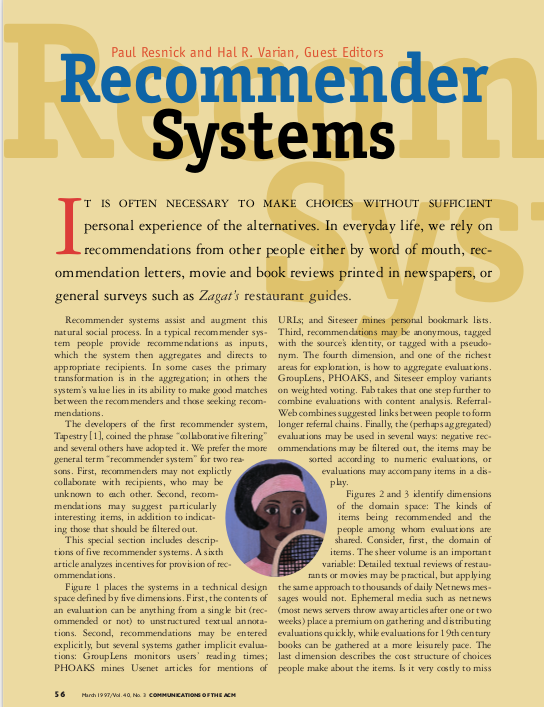 Paul Resnick and Hal R. Varian, Guest Editors
Recommender
Systems
IT IS OFTEN NECESSARY TO MAKE CHOICES WITHOUT SUFFICIENT
personal experience of the alternatives. In everyday life, we rely on
recommendations from other people either by word of mouth, rec-
ommendation letters, movie and book reviews printed in newspapers, or
general surveys such as Zagat's restaurant guides.
Recommender systems assist and augment this
natural social process. In a typical recommender sys-
tem people provide recommendations as inputs,
which the system then aggregates and directs to
appropriate recipients. In some cases the primary
transformation is in the aggregation; in others the
system's value lies in its ability to make good matches
between the recommenders and those seeking recom-
mendations.
The developers of the first recommender system,
Tapestry [1], coined the phrase "collaborative filtering"
and several others have adopted it. We prefer the more
general term "recommender system" for two rea-
sons. First, recommenders may not explicitly
collaborate with recipients, who may be
unknown to each other. Second, recom-
mendations may suggest particularly
interesting items, in addition to indicat-
ing those that should be filtered out.
This special section includes descrip-
tions of five recommender systems. A sixth
article analyzes incentives for provision of rec-
ommendations.
Figure 1 places the systems in a technical design
space defined by five dimensions. First, the contents of
an evaluation can be anything from a single bit (rec-
ommended or not) to unstructured textual annota-
tions. Second, recommendations may be entered
explicitly, but several systems gather implicit evalua-
tions: GroupLens monitors users' reading times;
PHOAKS mines Usenet articles for mentions of
URLs; and Siteseer mines personal bookmark lists.
Third, recommendations may be anonymous, tagged
with the source's identity, or tagged with a pseudo-
nym. The fourth dimension, and one of the richest
areas for exploration, is how to aggregate evaluations.
GroupLens, PHOAKS, and Siteseer employ variants
on weighted voting. Fab takes that one step further to
combine evaluations with content analysis. Referral-
Web combines suggested links between people to form
longer referral chains. Finally, the (perhaps aggregated)
evaluations may be used in several ways: negative rec-
ommendations may be filtered out, the items may be
sorted according to numeric evaluations, or
evaluations may accompany items in a dis-
play.
Figures 2 and 3 identify dimensions
of the domain space: The kinds of
items being recommended and the
people among whom evaluations are
shared. Consider, first, the domain of
items. The sheer volume is an important
variable: Detailed textual reviews of restau-
rants or movies may be practical, but applying
the same approach to thousands of daily Netnews mes-
sages would not. Ephemeral media such as netnews
(most news servers throw away articles after one or two
weeks) place a premium on gathering and distributing
evaluations quickly, while evaluations for 19th century
books can be gathered at a more leisurely pace. The
last dimension describes the cost structure of choices
people make about the items. Is it very costly to miss
56 March 1997/Vol. 40, No. 3 COMMUNICATIONS OF THE ACM